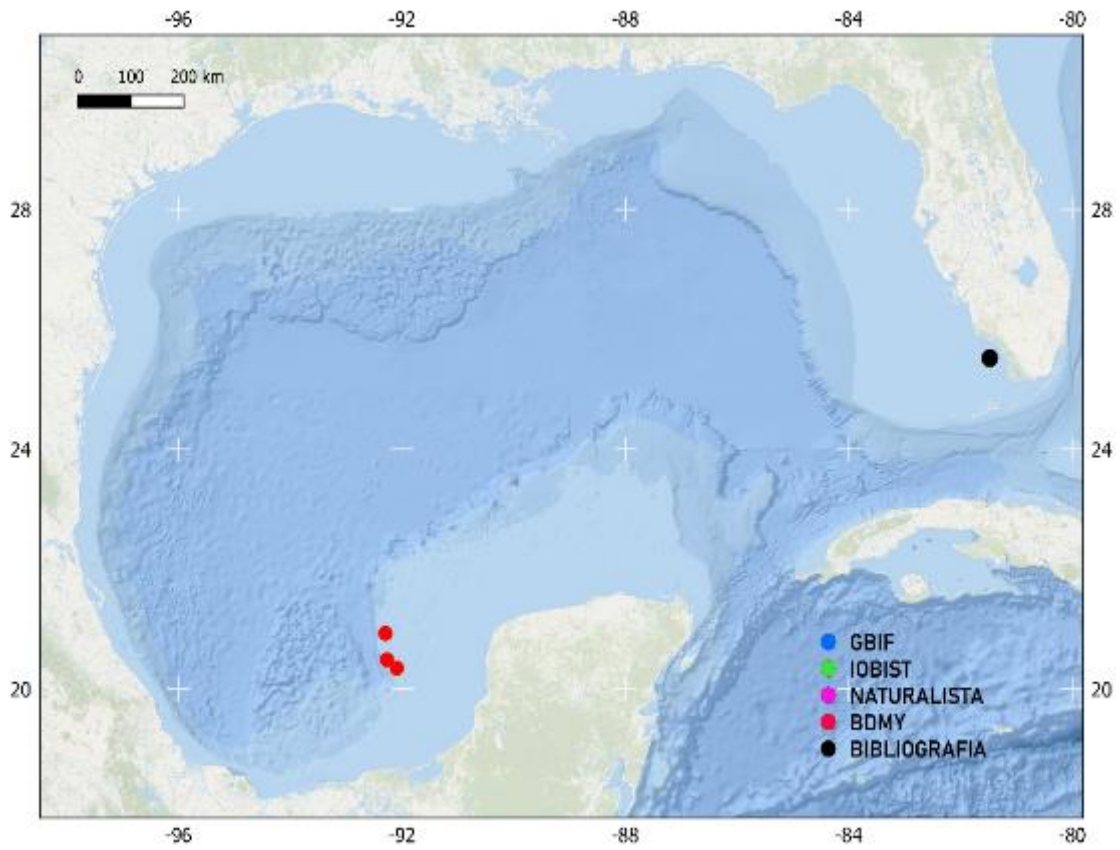 -96 -92 -88 -84 -80
0 100 200 km
28 28
24 24
20 20
GBIF
IOBIST
NATURALISTA
BDMY
BIBLIOGRAFIA
-96 -92 -88 -84 -80